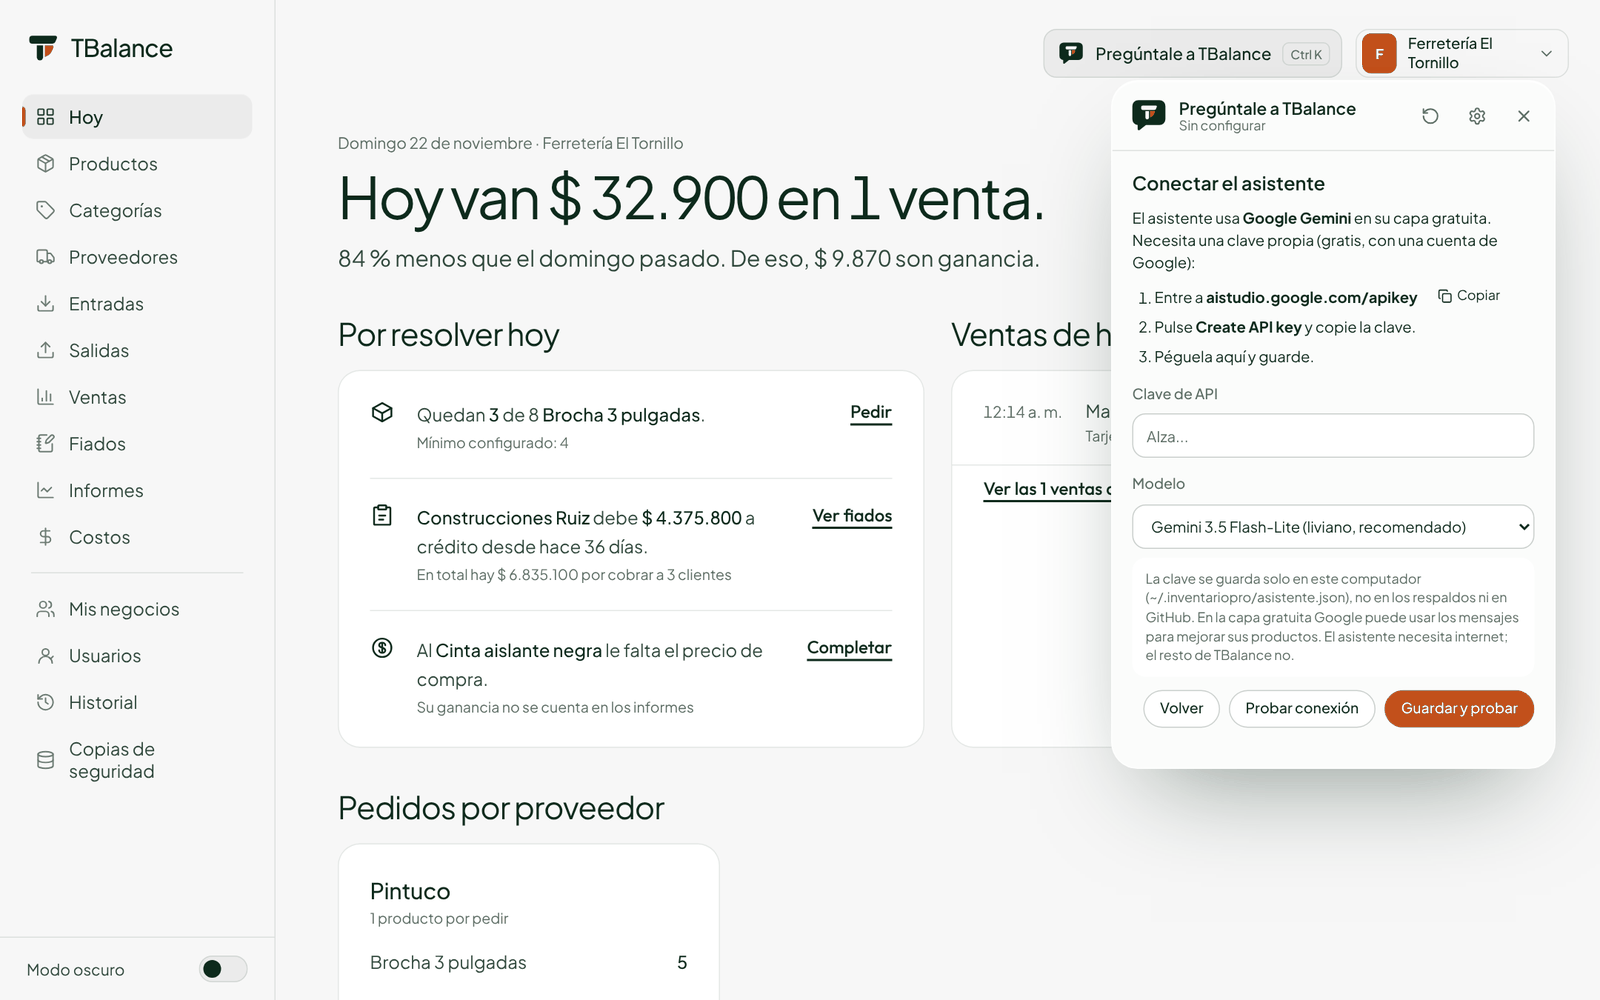 TBalance
Hoy
Productos
Categorías
Proveedores
Entradas
Salidas
Ventas
Fiados
Informes
Costos
Mis negocios
Usuarios
Historial
Copias de
seguridad
Modo oscuro
Pregúntale a TBalance Ctrl K
F
Ferretería El
Tornillo
Domingo 22 de noviembre · Ferretería El Tornillo
Hoy van $ 32.900 en 1 venta.
84 % menos que el domingo pasado. De eso, $ 9.870 son ganancia.
Por resolver hoy
Quedan 3 de 8 Brocha 3 pulgadas.
Mínimo configurado: 4
Pedir
Construcciones Ruiz debe $ 4.375.800 a
crédito desde hace 36 días.
En total hay $ 6.835.100 por cobrar a 3 clientes
Ver fiados
Al Cinta aislante negra le falta el precio de
compra.
Su ganancia no se cuenta en los informes
Completar
Ventas de h
12:14 a. m. Ma
Tarje
Ver las 1 ventas d
Pedidos por proveedor
Pintuco
1 producto por pedir
Brocha 3 pulgadas 5
Pregúntale a TBalance
Sin configurar
Conectar el asistente
El asistente usa Google Gemini en su capa gratuita.
Necesita una clave propia (gratis, con una cuenta de
Google):
1. Entre a aistudio.google.com/apikey Copiar
2. Pulse Create API key y copie la clave.
3. Péguela aquí y guarde.
Clave de API
AIza...
Modelo
Gemini 3.5 Flash-Lite (liviano, recomendado)
La clave se guarda solo en este computador
(~/.inventariopro/asistente.json), no en los respaldos ni en
GitHub. En la capa gratuita Google puede usar los mensajes
para mejorar sus productos. El asistente necesita internet;
el resto de TBalance no.
Volver
Probar conexión
Guardar y probar